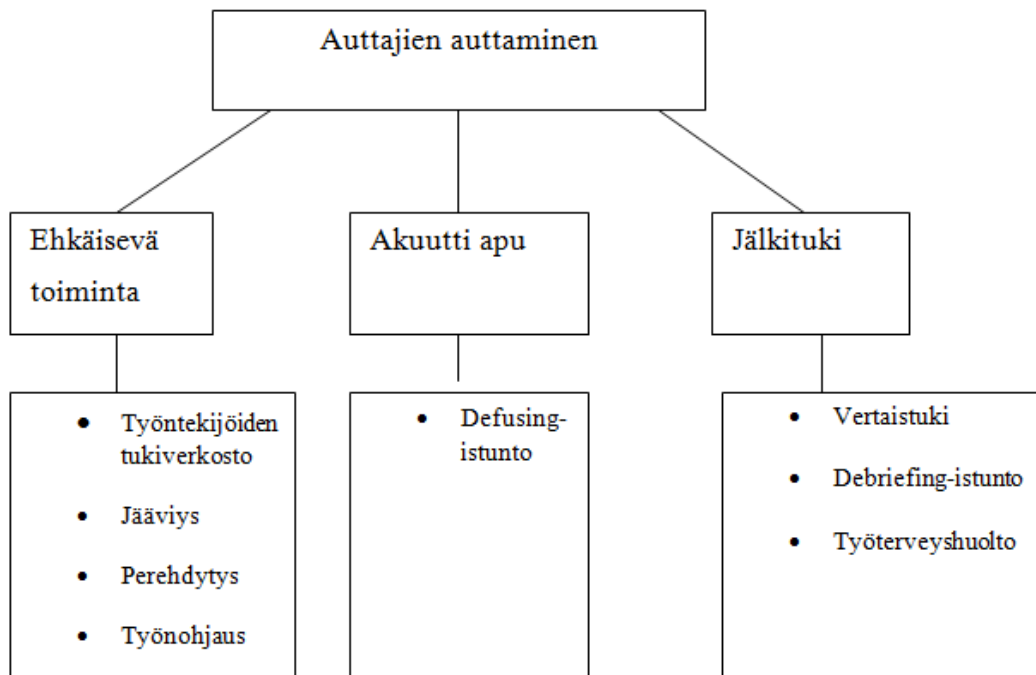 Auttajien auttaminen
Ehkäisevä
toiminta
Akuutti apu
Jälkituki
• Työntekijöiden
tukiverkosto
• Jääviys
• Perehdytys
• Työnohjaus
• Defusing-
istunto
• Vertaistuki
• Debriefing-istunto
• Työterveyshuolto